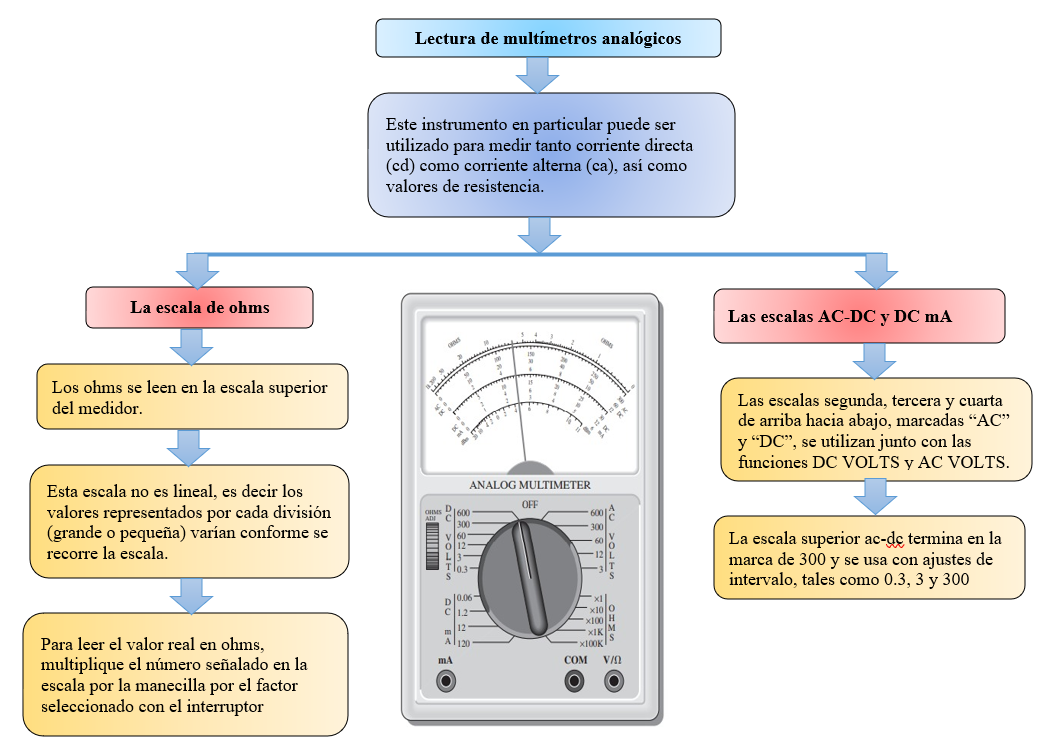 Lectura de multímetros analógicos
Este instrumento en particular puede ser
utilizado para medir tanto corriente directa
(cd) como corriente alterna (ca), así como
valores de resistencia.
La escala de ohms
Los ohms se leen en la escala superior
del medidor.
Esta escala no es lineal, es decir los
valores representados por cada división
(grande o pequeña) varían conforme se
recorre la escala.
Para leer el valor real en ohms,
multiplique el número señalado en la
escala por la manecilla por el factor
seleccionado con el interruptor
OHMS
OHMS
ANALOG MULTIMETER
OFF
OHMS
ADJ
DC VOLTS
600
300
60
12
3
0.3
AC VOLTS
600
300
60
12
3
DC mA
0.06
1.2
12
120
OHMS
×1
×10
×100
×1K
×100K
mA
COM
V/Ω
Las escalas AC-DC y DC mA
Las escalas segunda, tercera y cuarta
de arriba hacia abajo, marcadas “AC”
y “DC”, se utilizan junto con las
funciones DC VOLTS y AC VOLTS.
La escala superior ac-dc termina en la
marca de 300 y se usa con ajustes de
intervalo, tales como 0.3, 3 y 300